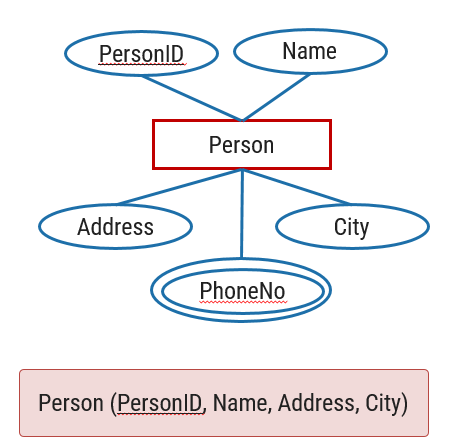 PersonID
Name
Person
Address
City
PhoneNo
Person (PersonID, Name, Address, City)